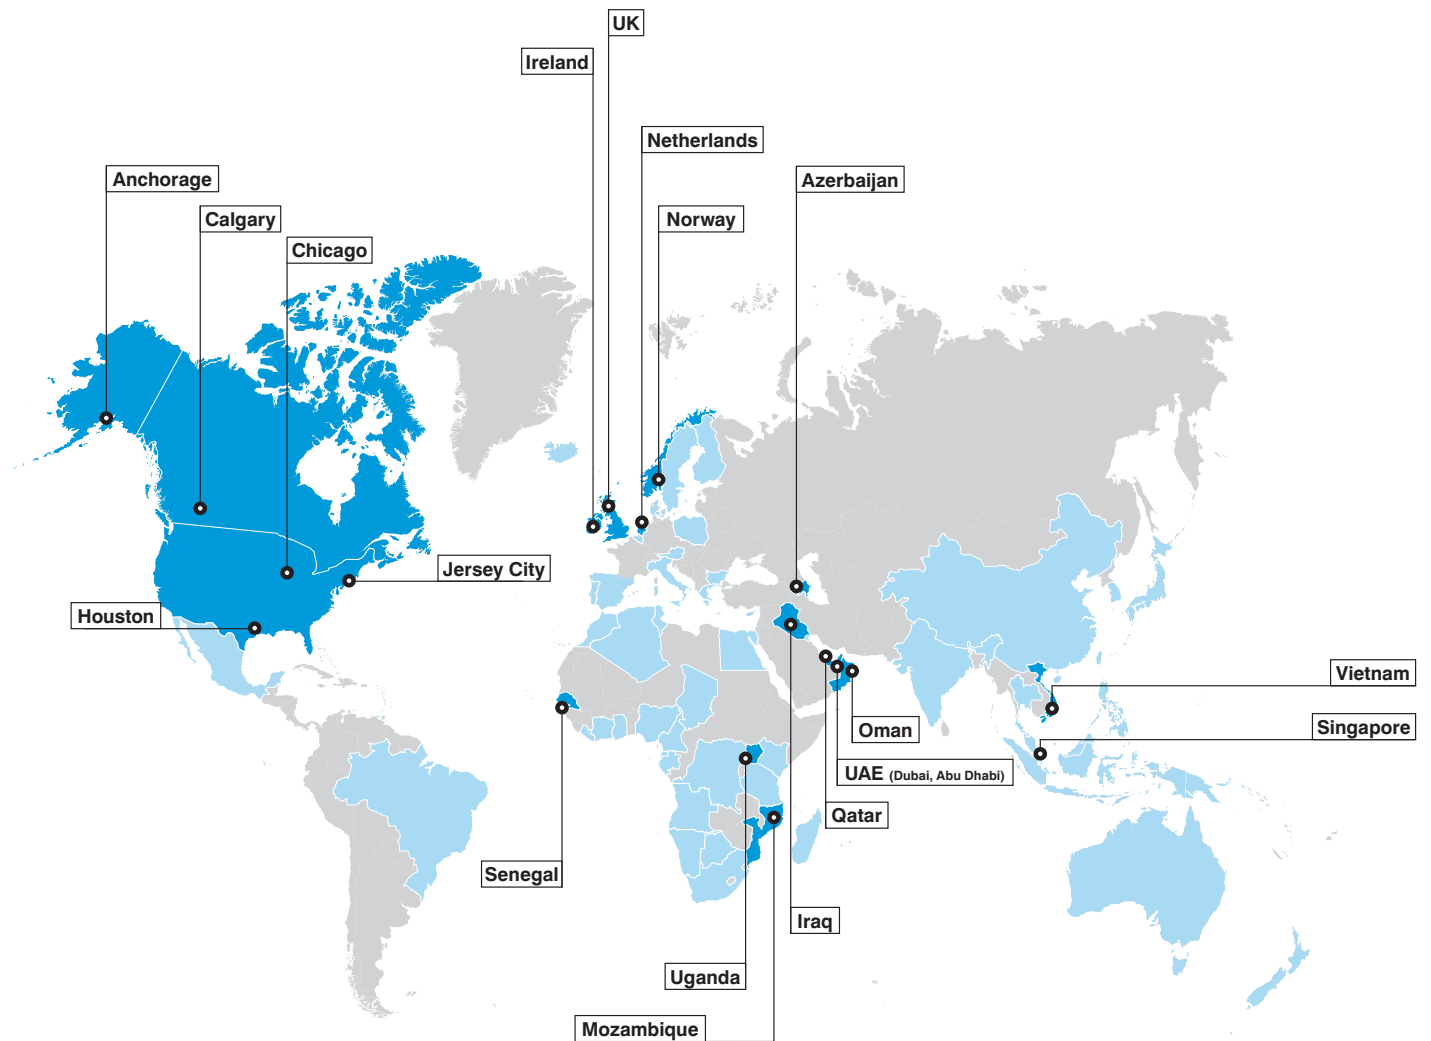 UK
Ireland
Netherlands
Anchorage
Azerbaijan
Calgary
Norway
Chicago
Jersey City
Houston
Vietnam
Singapore
Oman
UAE (Dubai, Abu Dhabi)
Qatar
Senegal
Iraq
Uganda
Mozambique